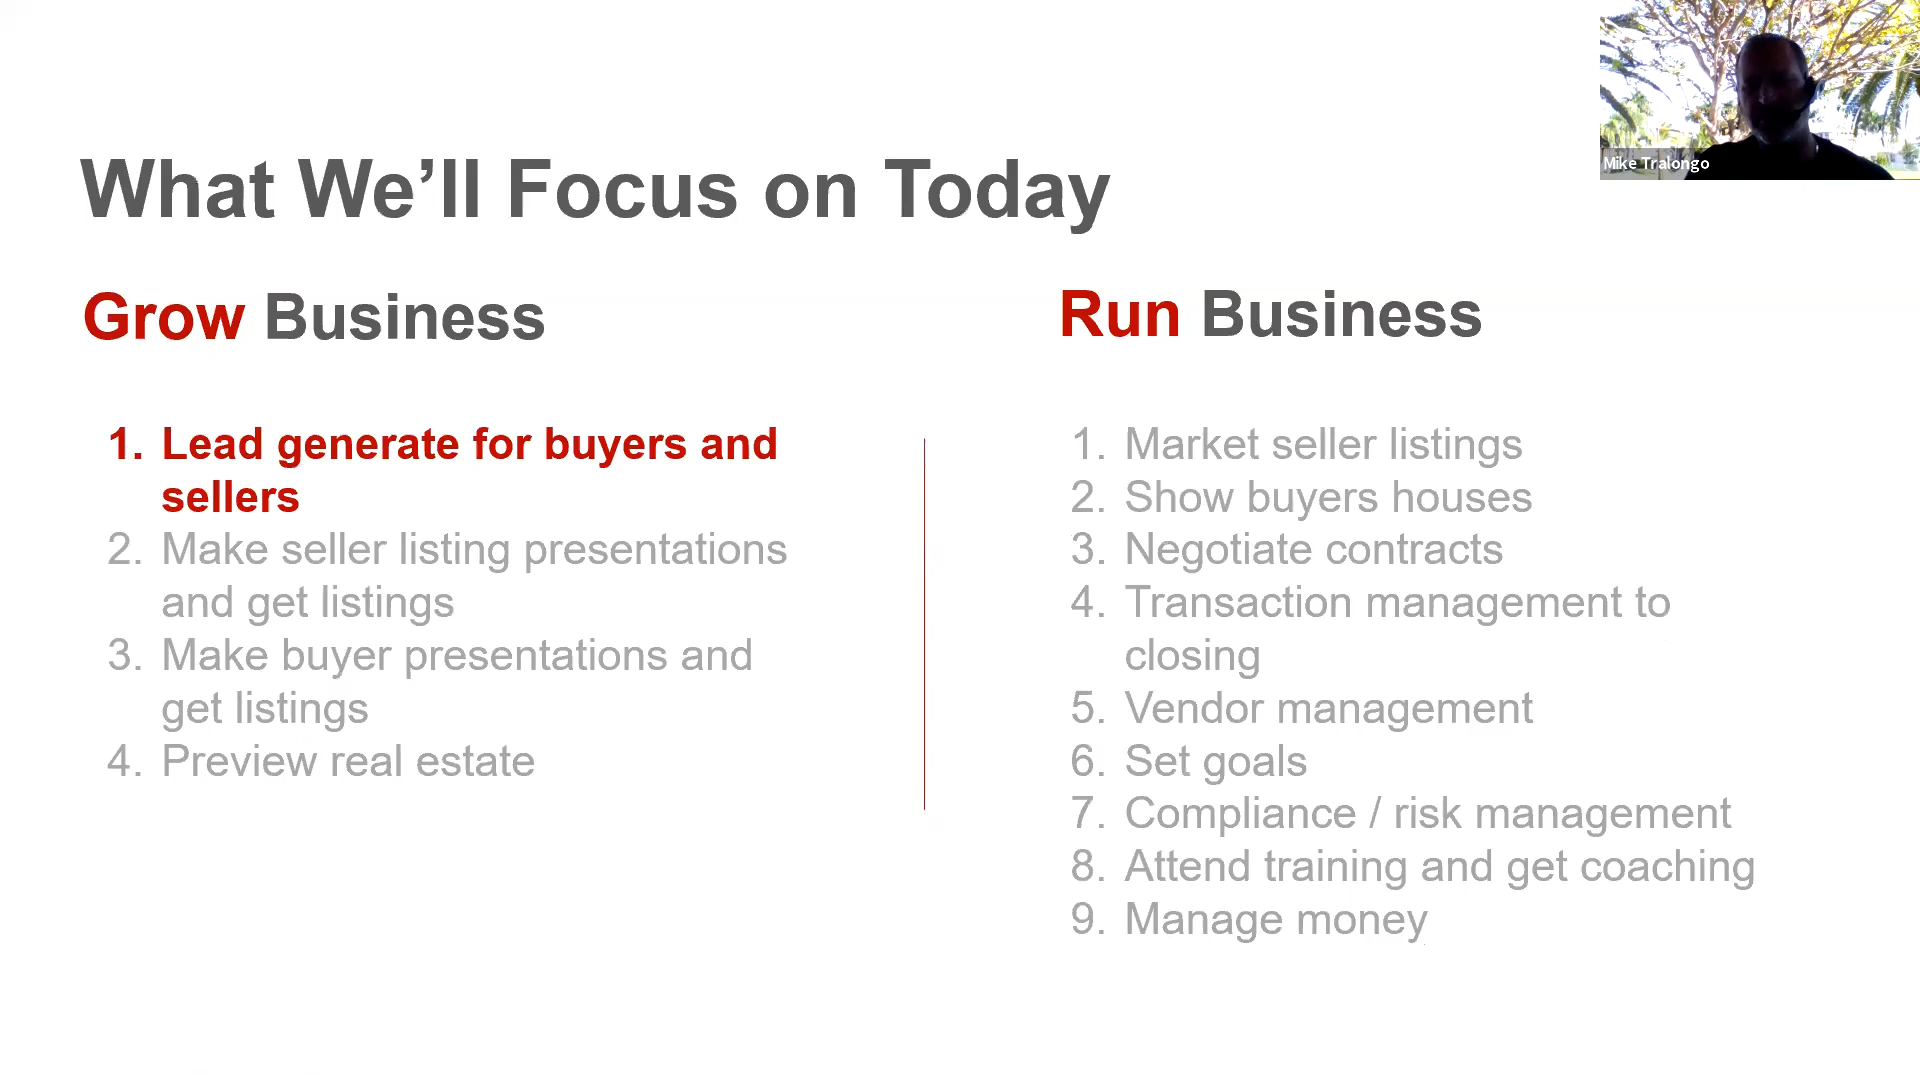 Mike Tralongo
What We’ll Focus on Today
Grow Business
1. Lead generate for buyers and
sellers
2. Make seller listing presentations
and get listings
3. Make buyer presentations and
get listings
4. Preview real estate
Run Business
1. Market seller listings
2. Show buyers houses
3. Negotiate contracts
4. Transaction management to
closing
5. Vendor management
6. Set goals
7. Compliance / risk management
8. Attend training and get coaching
9. Manage money